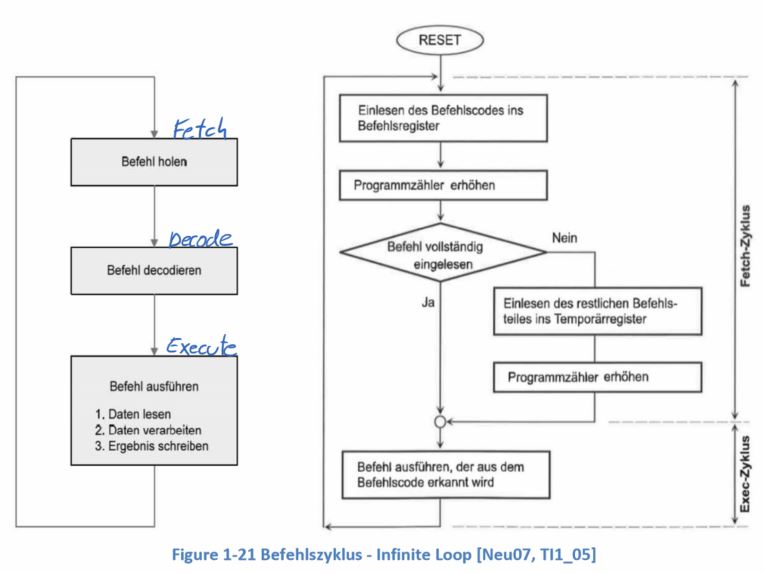 Fetch
Befehl holen
Decode
Befehl decodieren
Execute
Befehl ausführen
1. Daten lesen
2. Daten verarbeiten
3. Ergebnis schreiben
RESET
Einlesen des Befehlscodes ins
Befehlsregister
Programmzähler erhöhen
Befehl vollständig
eingelesen
Nein
Ja
Einlesen des restlichen Befehls-
teiles ins Temporärregister
Programmzähler erhöhen
Befehl ausführen, der aus dem
Befehlscode erkannt wird
Fetch-Zyklus
Exec-Zyklus
Figure 1-21 Befehlszyklus - Infinite Loop [Neu07, TI1_05]